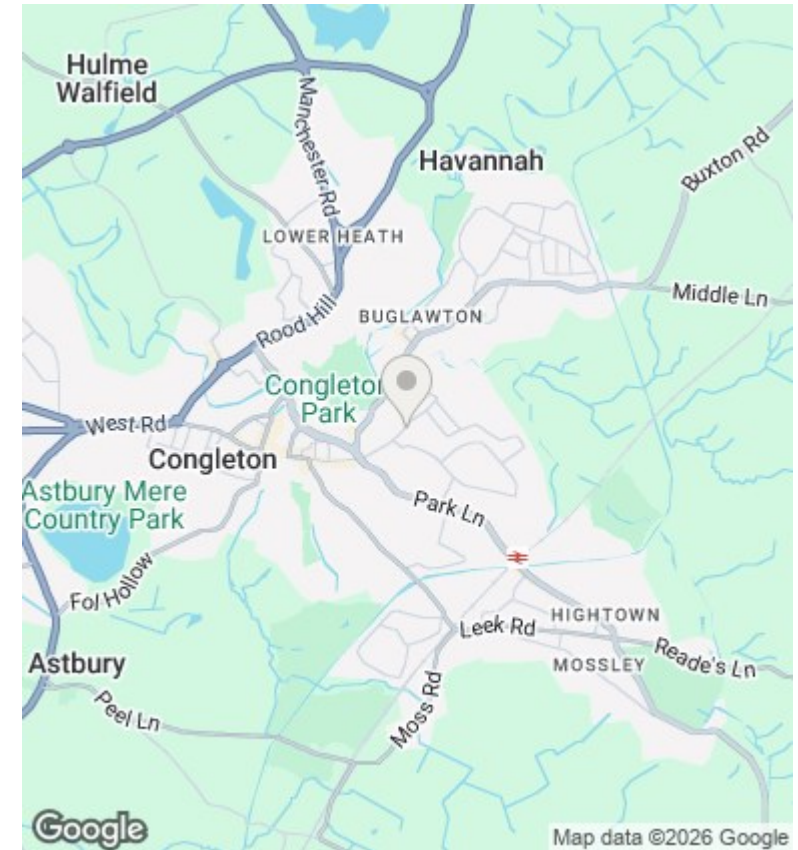 Hulme
Walfield
Manchester Rd
Havannah
Buxton Rd
LOWER HEATH
Middle Ln
BUGLAWTON
Rood Hill
Congleton
Park
West Rd
Congleton
Astbury Mere
Country Park
Park Ln
Fol Hollow
HIGHTOWN
Leek Rd
Astbury
MOSSLEY
Reade's Ln
Peel Ln
Moss Rd
Google
Map data ©2026 Google